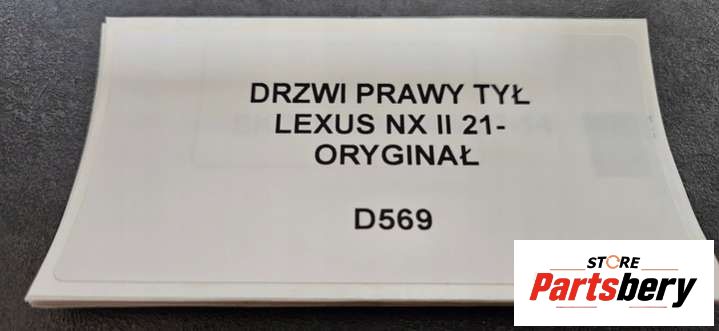 DRZWI PRAWY TYŁ
LEXUS NX II 21-
ORYGINAŁ
D569
STORE
Partsbery